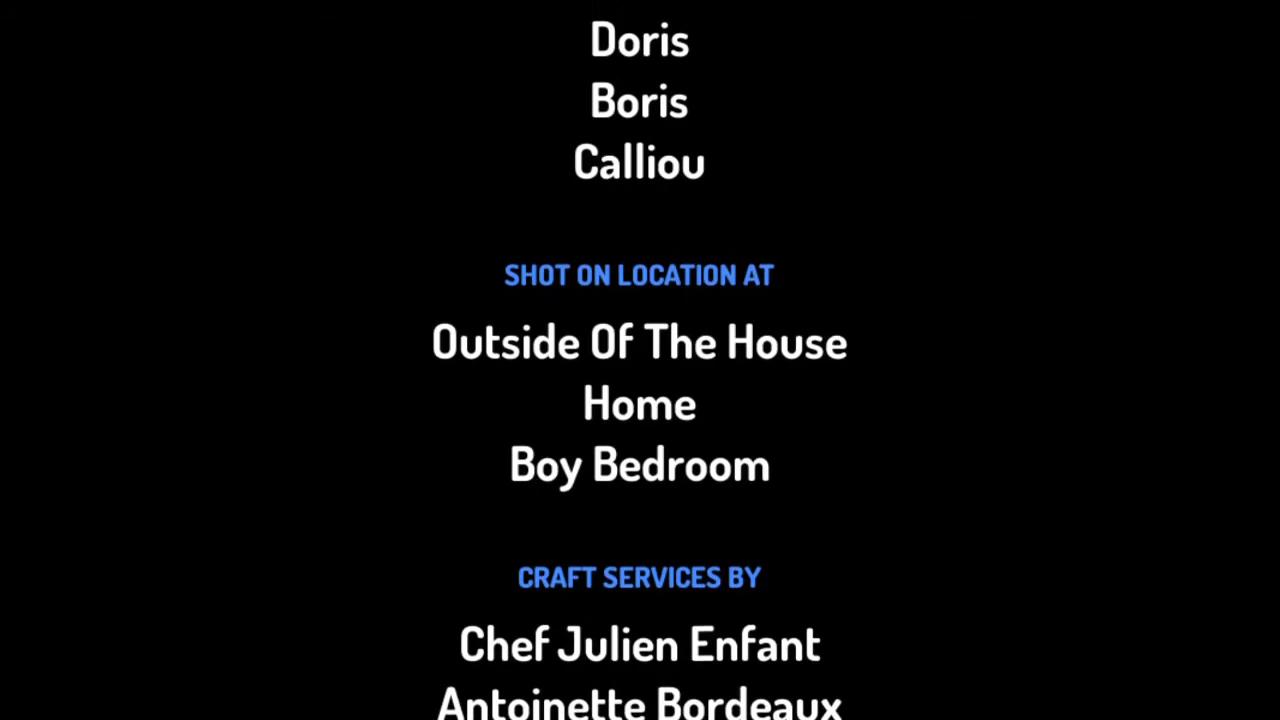 Doris
Boris
Calliou
SHOT ON LOCATION AT
Outside Of The House
Home
Boy Bedroom
CRAFT SERVICES BY
Chef Julien Enfant
Antoinette Bordeaux